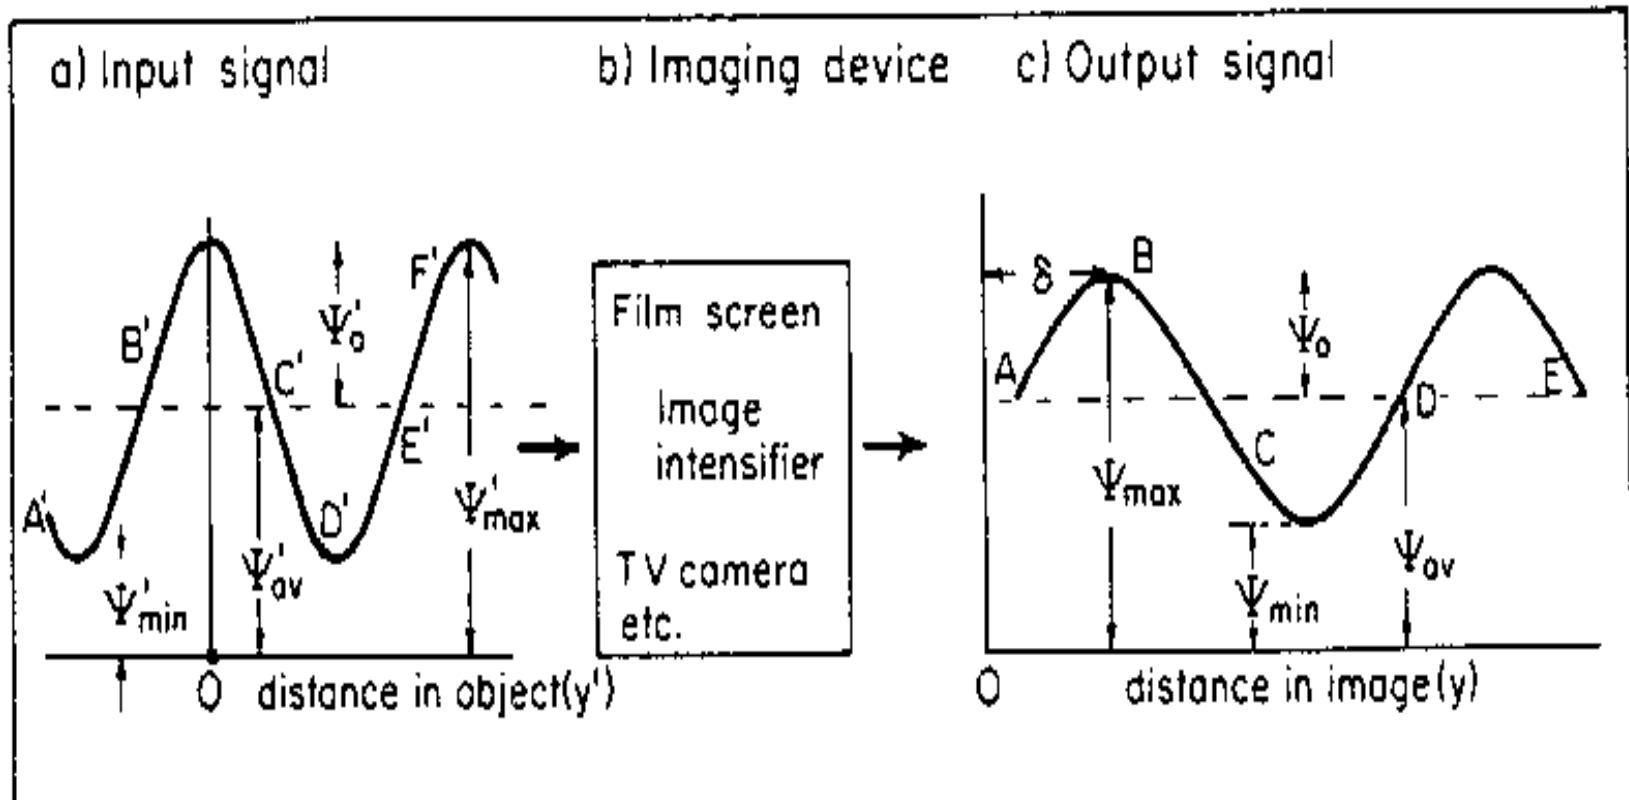 a) Input signal
b) Imaging device
c) Output signal
A'
B'
C'
D'
E'
F'
Ψ'o
Ψ'min
Ψ'av
Ψ'max
O
distance in object(y')
Film screen
Image
intensifier
TV camera
etc.
δ
A
B
C
D
E
Ψo
Ψmax
Ψmin
Ψav
O
distance in image(y)